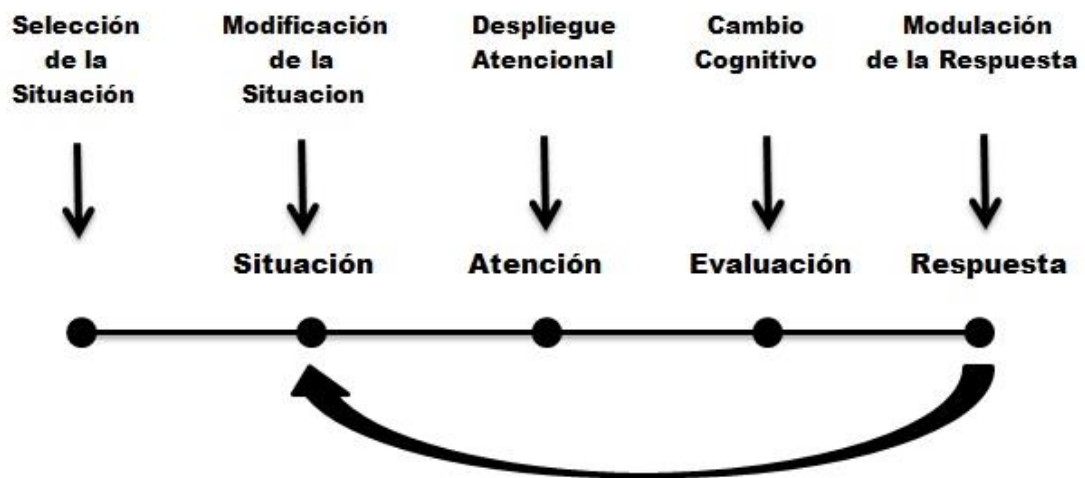 Selección
de la
Situación
Modificación
de la
Situacion
Despliegue
Atencional
Cambio
Cognitivo
Modulación
de la Respuesta
Situación
Atención
Evaluación
Respuesta